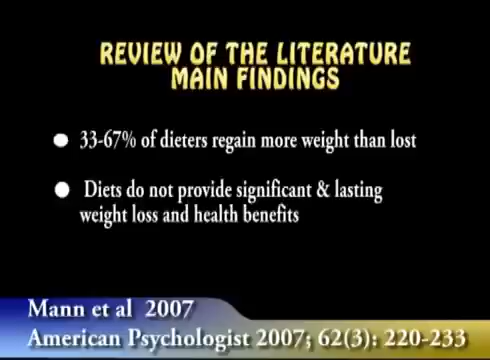 REVIEW OF THE LITERATURE
MAIN FINDINGS
● 33-67% of dieters regain more weight than lost
● Diets do not provide significant & lasting
weight loss and health benefits
Mann et al 2007
American Psychologist 2007; 62(3): 220-233